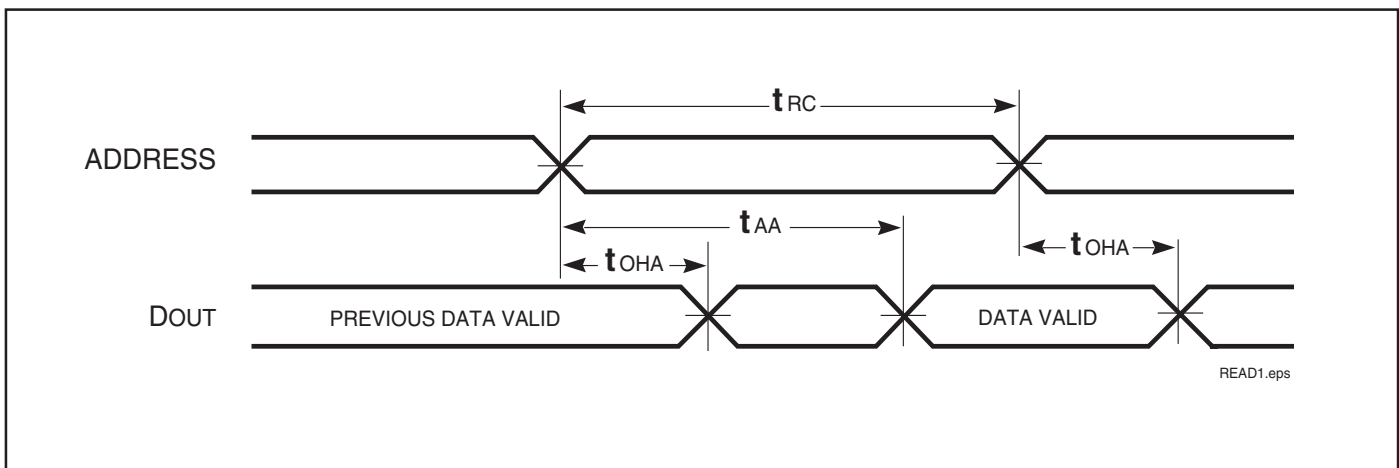 tRC
ADDRESS
tAA
tOHA
tOHA
DOUT
PREVIOUS DATA VALID
DATA VALID
READ1.eps